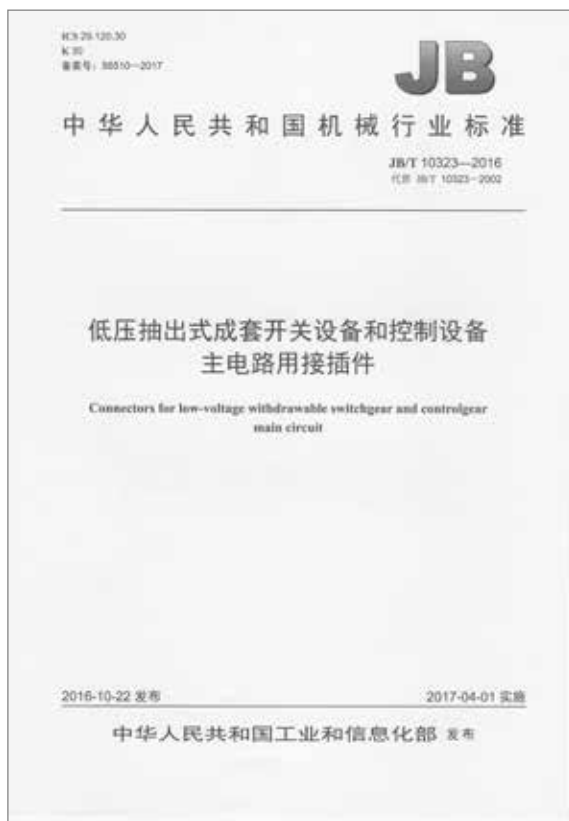 ICS 29.120.30
K 30
备案号：56510—2017
JB
中华人民共和国机械行业标准
JB/T 10323—2016
代替 JB/T 10323—2002
低压抽出式成套开关设备和控制设备
主电路用接插件
Connectors for low-voltage withdrawable switchgear and controlgear
main circuit
2016-10-22 发布
2017-04-01 实施
中华人民共和国工业和信息化部 发布